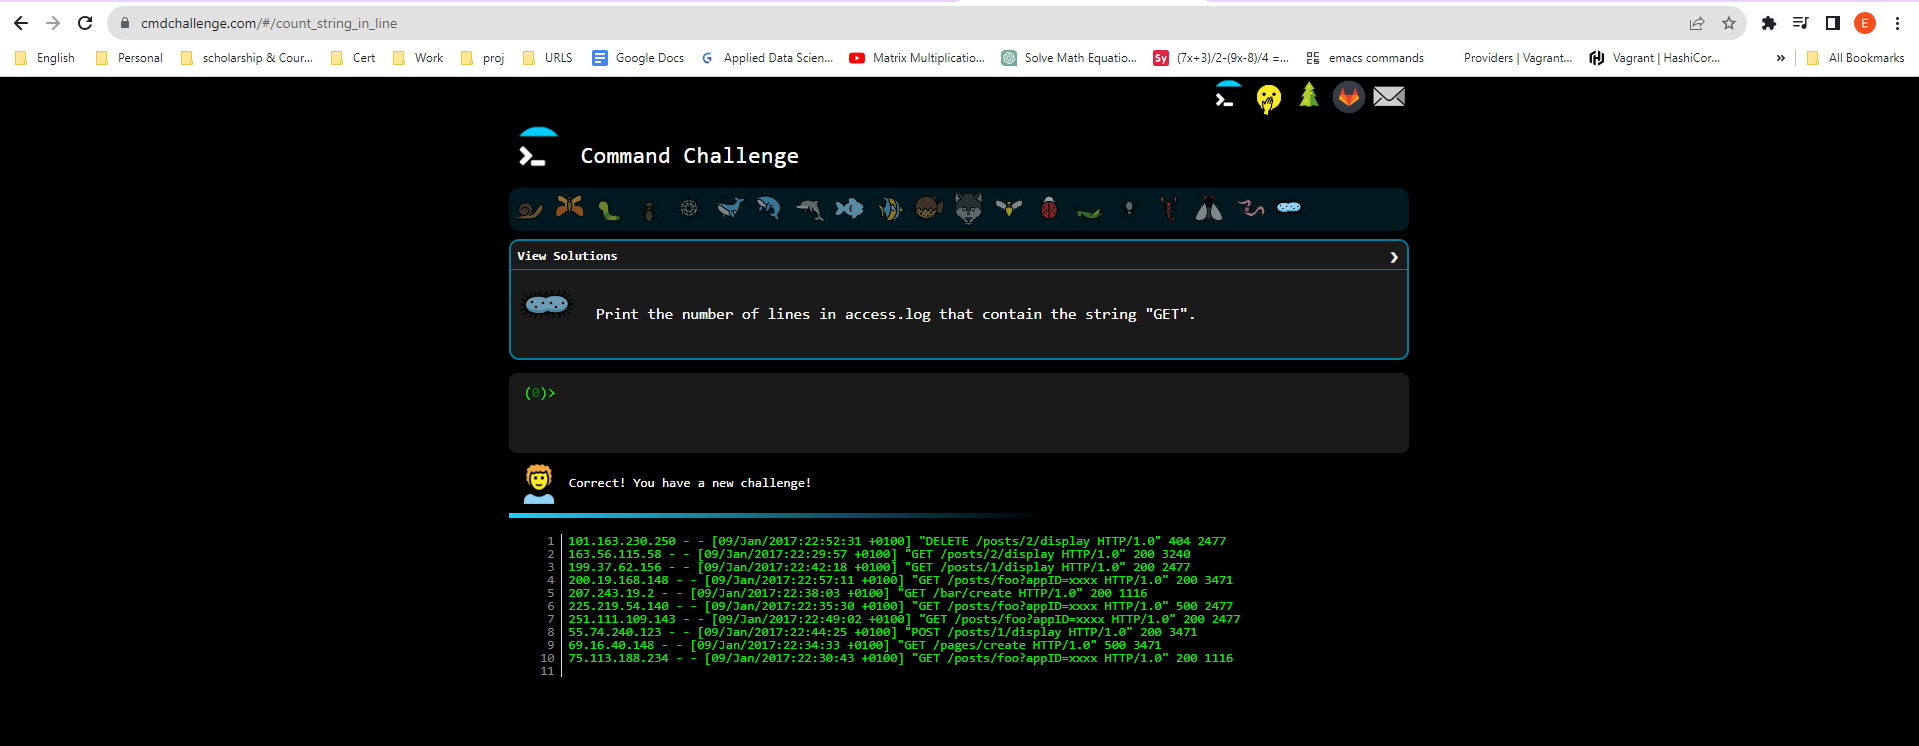 cmdchallenge.com/#/count_string_in_line
E
English Personal scholarship & Cour... Cert Work proj URLS Google Docs Applied Data Scien... Matrix Multiplicatio... Solve Math Equatio... Sy (7x+3)/2-(9x-8)/4 =... emacs commands Providers | Vagrant... Vagrant | HashiCor... » All Bookmarks
Command Challenge
View Solutions
Print the number of lines in access.log that contain the string "GET".
(0)>
Correct! You have a new challenge!
1 101.163.230.250 - - [09/Jan/2017:22:52:31 +0100] "DELETE /posts/2/display HTTP/1.0" 404 2477
2 163.56.115.58 - - [09/Jan/2017:22:29:57 +0100] "GET /posts/2/display HTTP/1.0" 200 3240
3 199.37.62.156 - - [09/Jan/2017:22:42:18 +0100] "GET /posts/1/display HTTP/1.0" 200 2477
4 200.19.168.148 - - [09/Jan/2017:22:57:11 +0100] "GET /posts/foo?appID=xxxx HTTP/1.0" 200 3471
5 207.243.19.2 - - [09/Jan/2017:22:38:03 +0100] "GET /bar/create HTTP/1.0" 200 1116
6 225.219.54.140 - - [09/Jan/2017:22:35:30 +0100] "GET /posts/foo?appID=xxxx HTTP/1.0" 500 2477
7 251.111.109.143 - - [09/Jan/2017:22:49:02 +0100] "GET /posts/foo?appID=xxxx HTTP/1.0" 200 2477
8 55.74.240.123 - - [09/Jan/2017:22:44:25 +0100] "POST /posts/1/display HTTP/1.0" 200 3471
9 69.16.40.148 - - [09/Jan/2017:22:34:33 +0100] "GET /pages/create HTTP/1.0" 500 3471
10 75.113.188.234 - - [09/Jan/2017:22:30:43 +0100] "GET /posts/foo?appID=xxxx HTTP/1.0" 200 1116
11